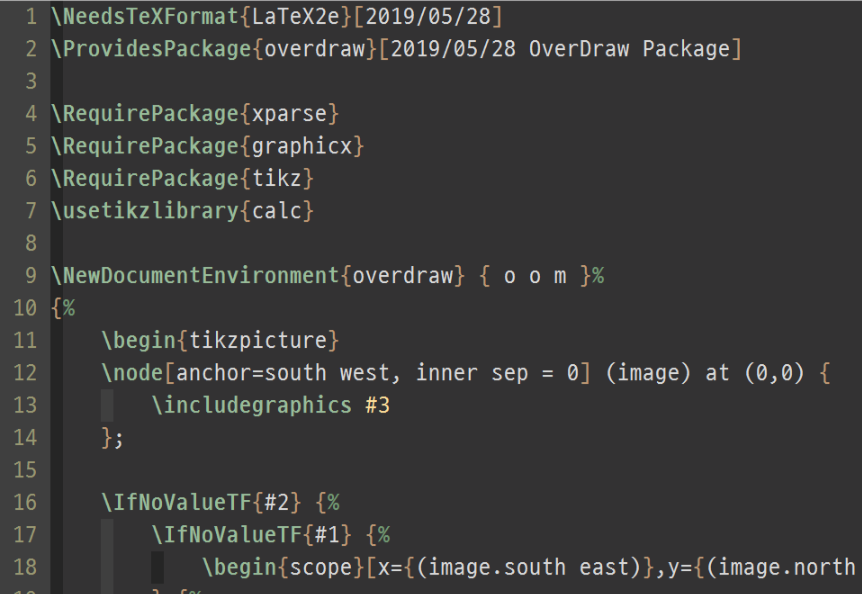 1 \NeedsTeXFormat{LaTeX2e}[2019/05/28]
2 \ProvidesPackage{overdraw}[2019/05/28 OverDraw Package]
3
4 \RequirePackage{xparse}
5 \RequirePackage{graphicx}
6 \RequirePackage{tikz}
7 \usetikzlibrary{calc}
8
9 \NewDocumentEnvironment{overdraw} { o o m }%
10 {%
11     \begin{tikzpicture}
12     \node[anchor=south west, inner sep = 0] (image) at (0,0) {
13         \includegraphics #3
14     };
15
16     \IfNoValueTF{#2} {%
17         \IfNoValueTF{#1} {%
18             \begin{scope}[x={(image.south east)},y={(image.north